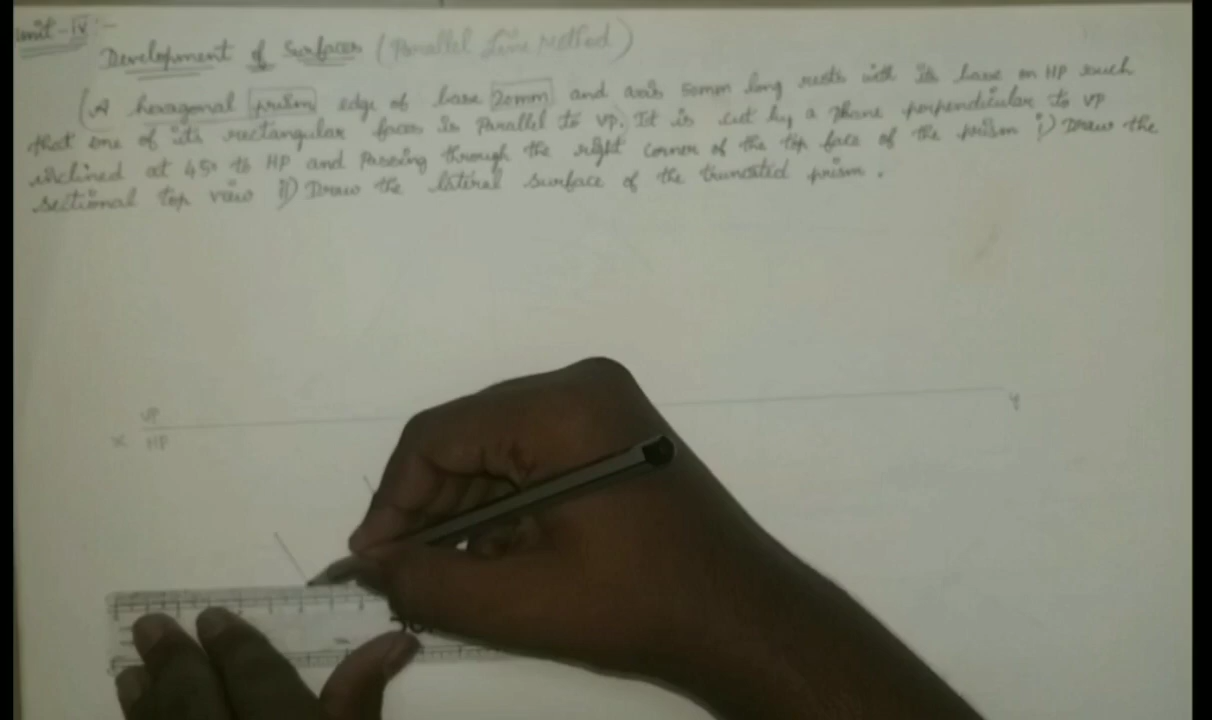 Unit-IV:-
Development of Surfaces (Parallel Line Method)
(A hexagonal prism edge of base 20mm and axis 50mm long rests with its base on HP such
that one of its rectangular faces is Parallel to VP. It is cut by a plane perpendicular to VP
inclined at 45° to HP and Passing through the right corner of the top face of the prism i) Draw the
sectional top view ii) Draw the lateral surface of the truncated prism.
VP
X HP
Y